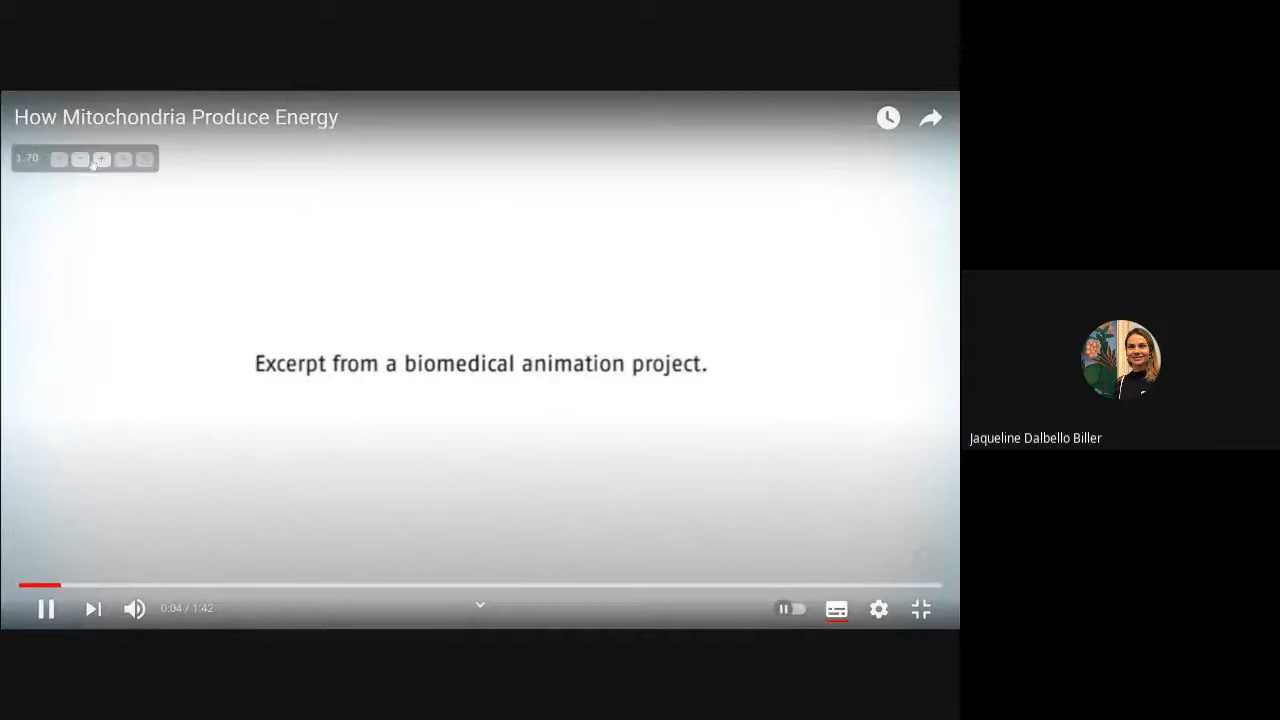 How Mitochondria Produce Energy
1.70
Excerpt from a biomedical animation project.
Jaqueline Dalbello Biller
0:04 / 1:42